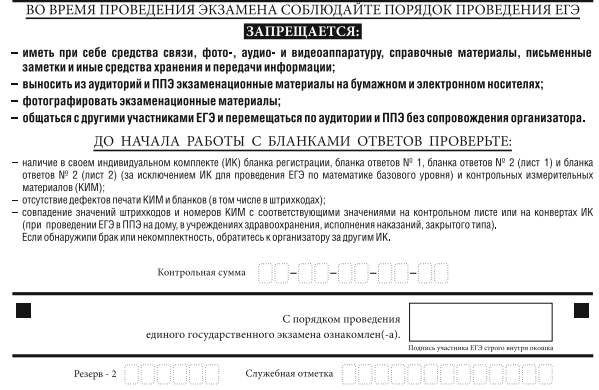 ВО ВРЕМЯ ПРОВЕДЕНИЯ ЭКЗАМЕНА СОБЛЮДАЙТЕ ПОРЯДОК ПРОВЕДЕНИЯ ЕГЭ
ЗАПРЕЩАЕТСЯ:
– иметь при себе средства связи, фото-, аудио- и видеоаппаратуру, справочные материалы, письменные
заметки и иные средства хранения и передачи информации;
– выносить из аудиторий и ППЭ экзаменационные материалы на бумажном и электронном носителях;
– фотографировать экзаменационные материалы;
– общаться с другими участниками ЕГЭ и перемещаться по аудитории и ППЭ без сопровождения организатора.
ДО НАЧАЛА РАБОТЫ С БЛАНКАМИ ОТВЕТОВ ПРОВЕРЬТЕ:
– наличие в своем индивидуальном комплекте (ИК) бланка регистрации, бланка ответов № 1, бланка ответов № 2 (лист 1) и бланка
ответов № 2 (лист 2) (за исключением ИК для проведения ЕГЭ по математике базового уровня) и контрольных измерительных
материалов (КИМ);
– отсутствие дефектов печати КИМ и бланков (в том числе в штрихкодах);
– совпадение значений штрихкодов и номеров КИМ с соответствующими значениями на контрольном листе или на конвертах ИК
(при проведении ЕГЭ в ППЭ на дому, в учреждениях здравоохранения, исполнения наказаний, закрытого типа).
Если обнаружили брак или некомплектность, обратитесь к организатору за другим ИК.
Контрольная сумма
С порядком проведения
единого государственного экзамена ознакомлен(-а).
Подпись участника ЕГЭ строго внутри окошка
Резерв - 2 Служебная отметка